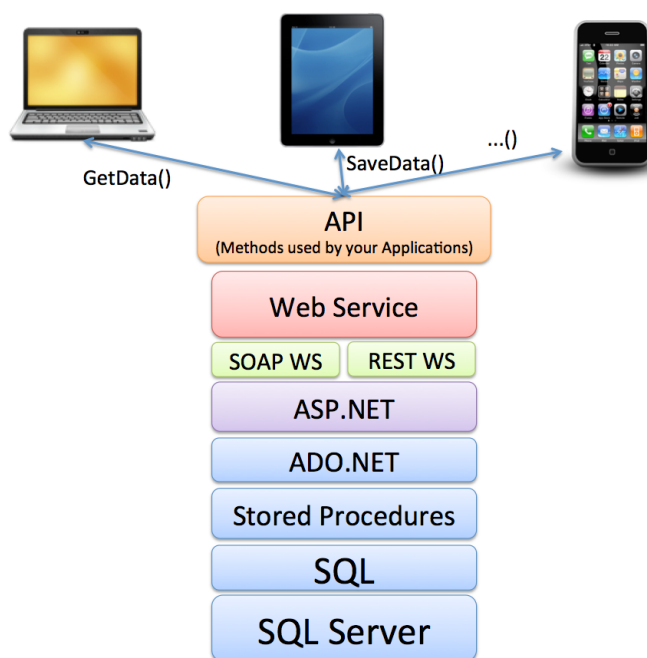 GetData()
SaveData()
...()
API
(Methods used by your Applications)
Web Service
SOAP WS
REST WS
ASP.NET
ADO.NET
Stored Procedures
SQL
SQL Server